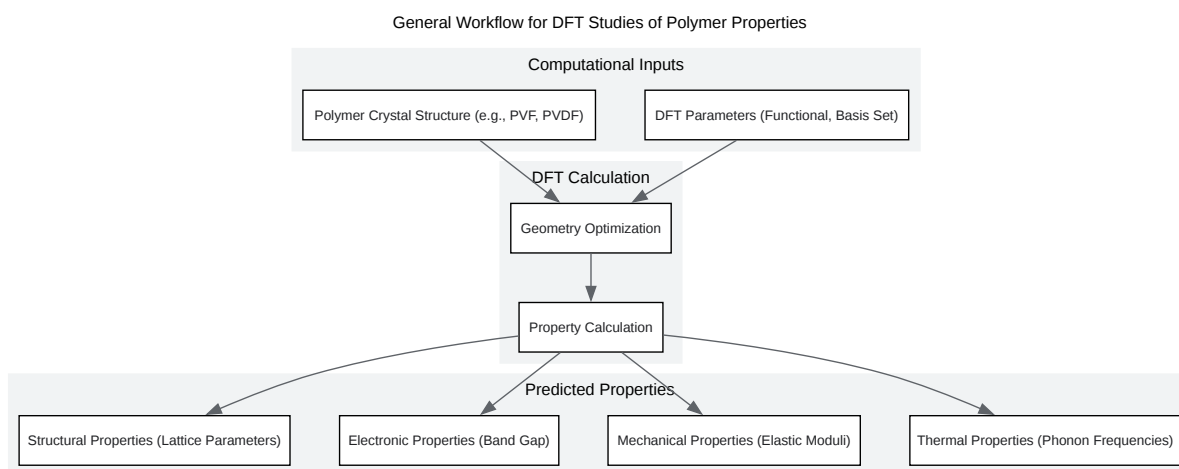 General Workflow for DFT Studies of Polymer Properties
Computational Inputs
Polymer Crystal Structure (e.g., PVF, PVDF)
DFT Parameters (Functional, Basis Set)
DFT Calculation
Geometry Optimization
Property Calculation
Predicted Properties
Structural Properties (Lattice Parameters)
Electronic Properties (Band Gap)
Mechanical Properties (Elastic Moduli)
Thermal Properties (Phonon Frequencies)